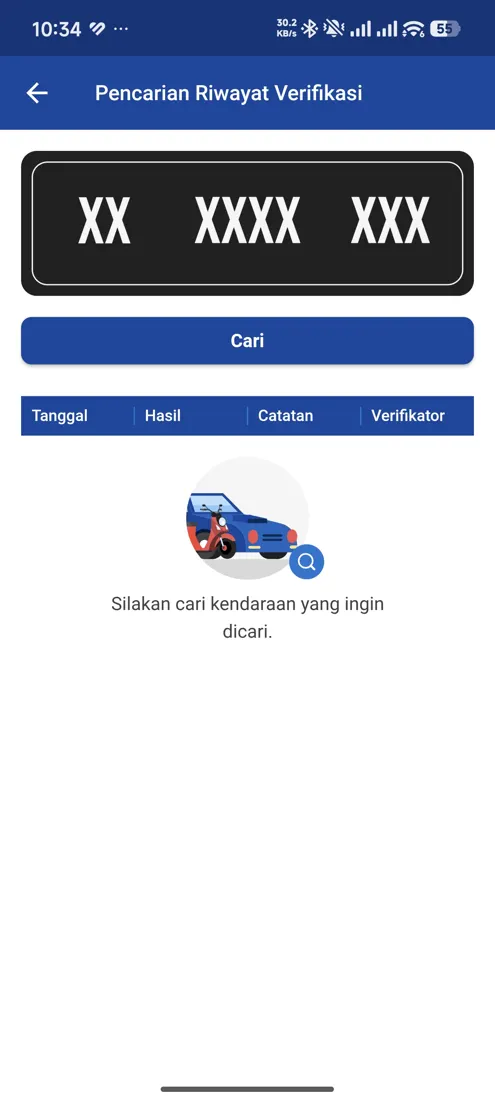 10:34 ... 30.2 KB/s 6 55
Pencarian Riwayat Verifikasi
XX XXXX XXX
Cari
Tanggal Hasil Catatan Verifikator
Silakan cari kendaraan yang ingin
dicari.